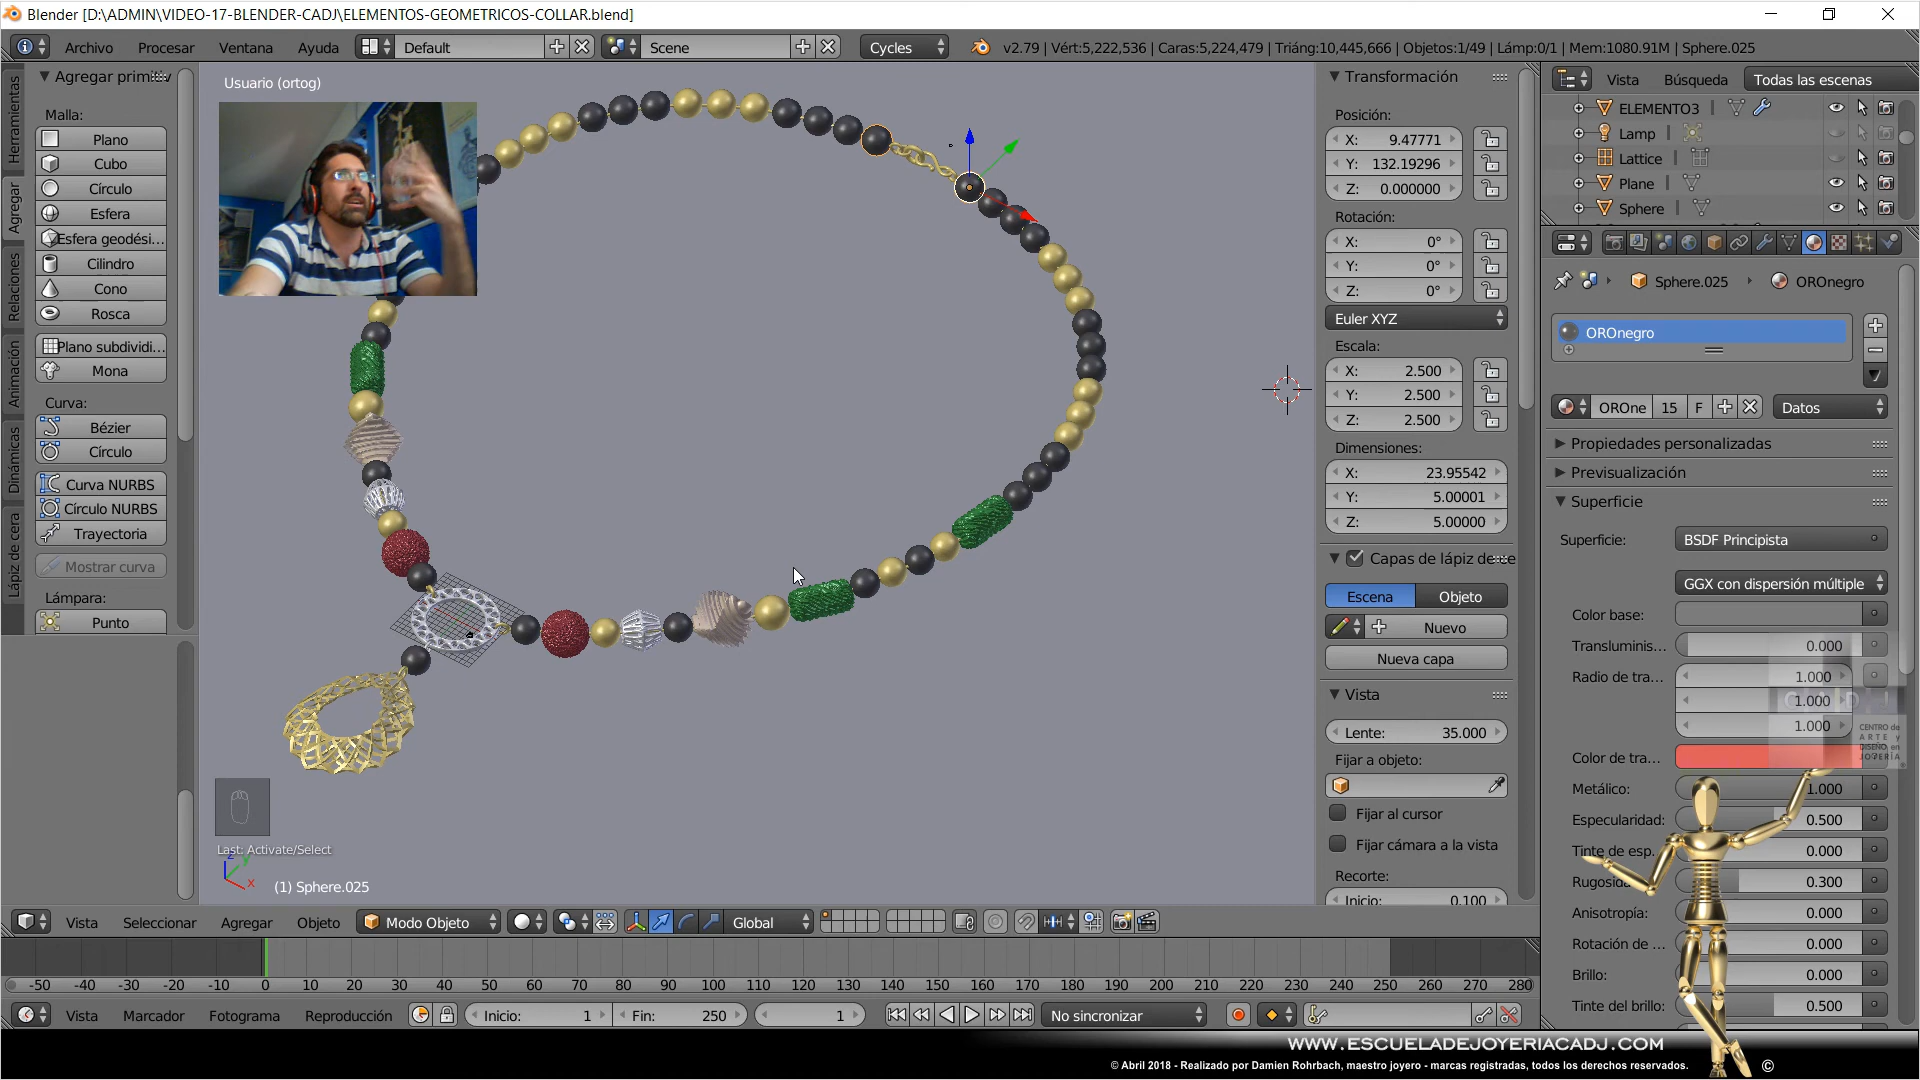 Blender [D:\ADMIN\VIDEO-17-BLENDER-CADJ\ELEMENTOS-GEOMETRICOS-COLLAR.blend]
Archivo Procesar Ventana Ayuda Default Scene Cycles v2.79 | Vért:5,222,536 | Caras:5,224,479 | Triáng:10,445,666 | Objetos:1/49 | Lámp:0/1 | Mem:1080.91M | Sphere.025
Herramientas
Agregar
Relaciones
Animación
Dinámicas
Lápiz de cera
Agregar primitiv
Malla:
Plano
Cubo
Círculo
Esfera
Esfera geodési...
Cilindro
Cono
Rosca
Plano subdividi...
Mona
Curva:
Bézier
Círculo
Curva NURBS
Círculo NURBS
Trayectoria
Mostrar curva
Lámpara:
Punto
Usuario (ortog)
Last: Activate/Select
z y x
(1) Sphere.025
Transformación
Posición:
X: 9.47771
Y: 132.19296
Z: 0.000000
Rotación:
X: 0°
Y: 0°
Z: 0°
Euler XYZ
Escala:
X: 2.500
Y: 2.500
Z: 2.500
Dimensiones:
X: 23.95542
Y: 5.00001
Z: 5.00000
Capas de lápiz de
Escena Objeto
Nuevo
Nueva capa
Vista
Lente: 35.000
Fijar a objeto:
Fijar al cursor
Fijar cámara a la vista
Recorte:
Inicio: 0.100
Vista Búsqueda Todas las escenas
ELEMENTO3
Lamp
Lattice
Plane
Sphere
Sphere.025 OROnegro
OROnegro
OROne 15 F Datos
Propiedades personalizadas
Previsualización
Superficie
Superficie: BSDF Principista
GGX con dispersión múltiple
Color base:
Transluminis... 0.000
Radio de tra... 1.000
1.000
1.000
CENTRO de
ARTE y
DISEÑO en
JOYERÍA
Color de tra...
Metálico: 1.000
Especularidad: 0.500
Tinte de esp. 0.000
Rugosida 0.300
Anisotropía: 0.000
Rotación de ... 0.000
Brillo: 0.000
Tinte del brillo: 0.500
Vista Seleccionar Agregar Objeto Modo Objeto Global
-50 -40 -30 -20 -10 0 10 20 30 40 50 60 70 80 90 100 110 120 130 140 150 160 170 180 190 200 210 220 230 240 250 260 270 280
Vista Marcador Fotograma Reproducción Inicio: 1 Fin: 250 1 No sincronizar
WWW.ESCUELADEJOYERIACADJ.COM
© Abril 2018 - Realizado por Damien Rohrbach, maestro joyero - marcas registradas, todos los derechos reservados. ©